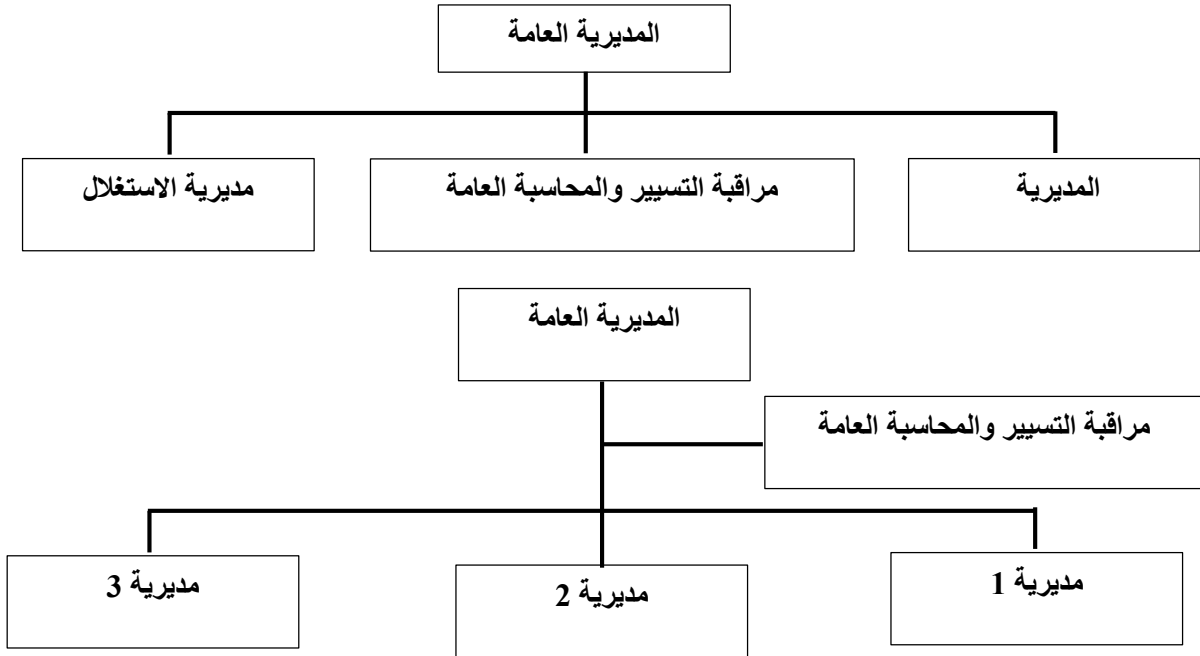 المديرية العامة
المديرية
مراقبة التسيير والمحاسبة العامة
مديرية الاستغلال
المديرية العامة
مراقبة التسيير والمحاسبة العامة
مديرية 1
مديرية 2
مديرية 3